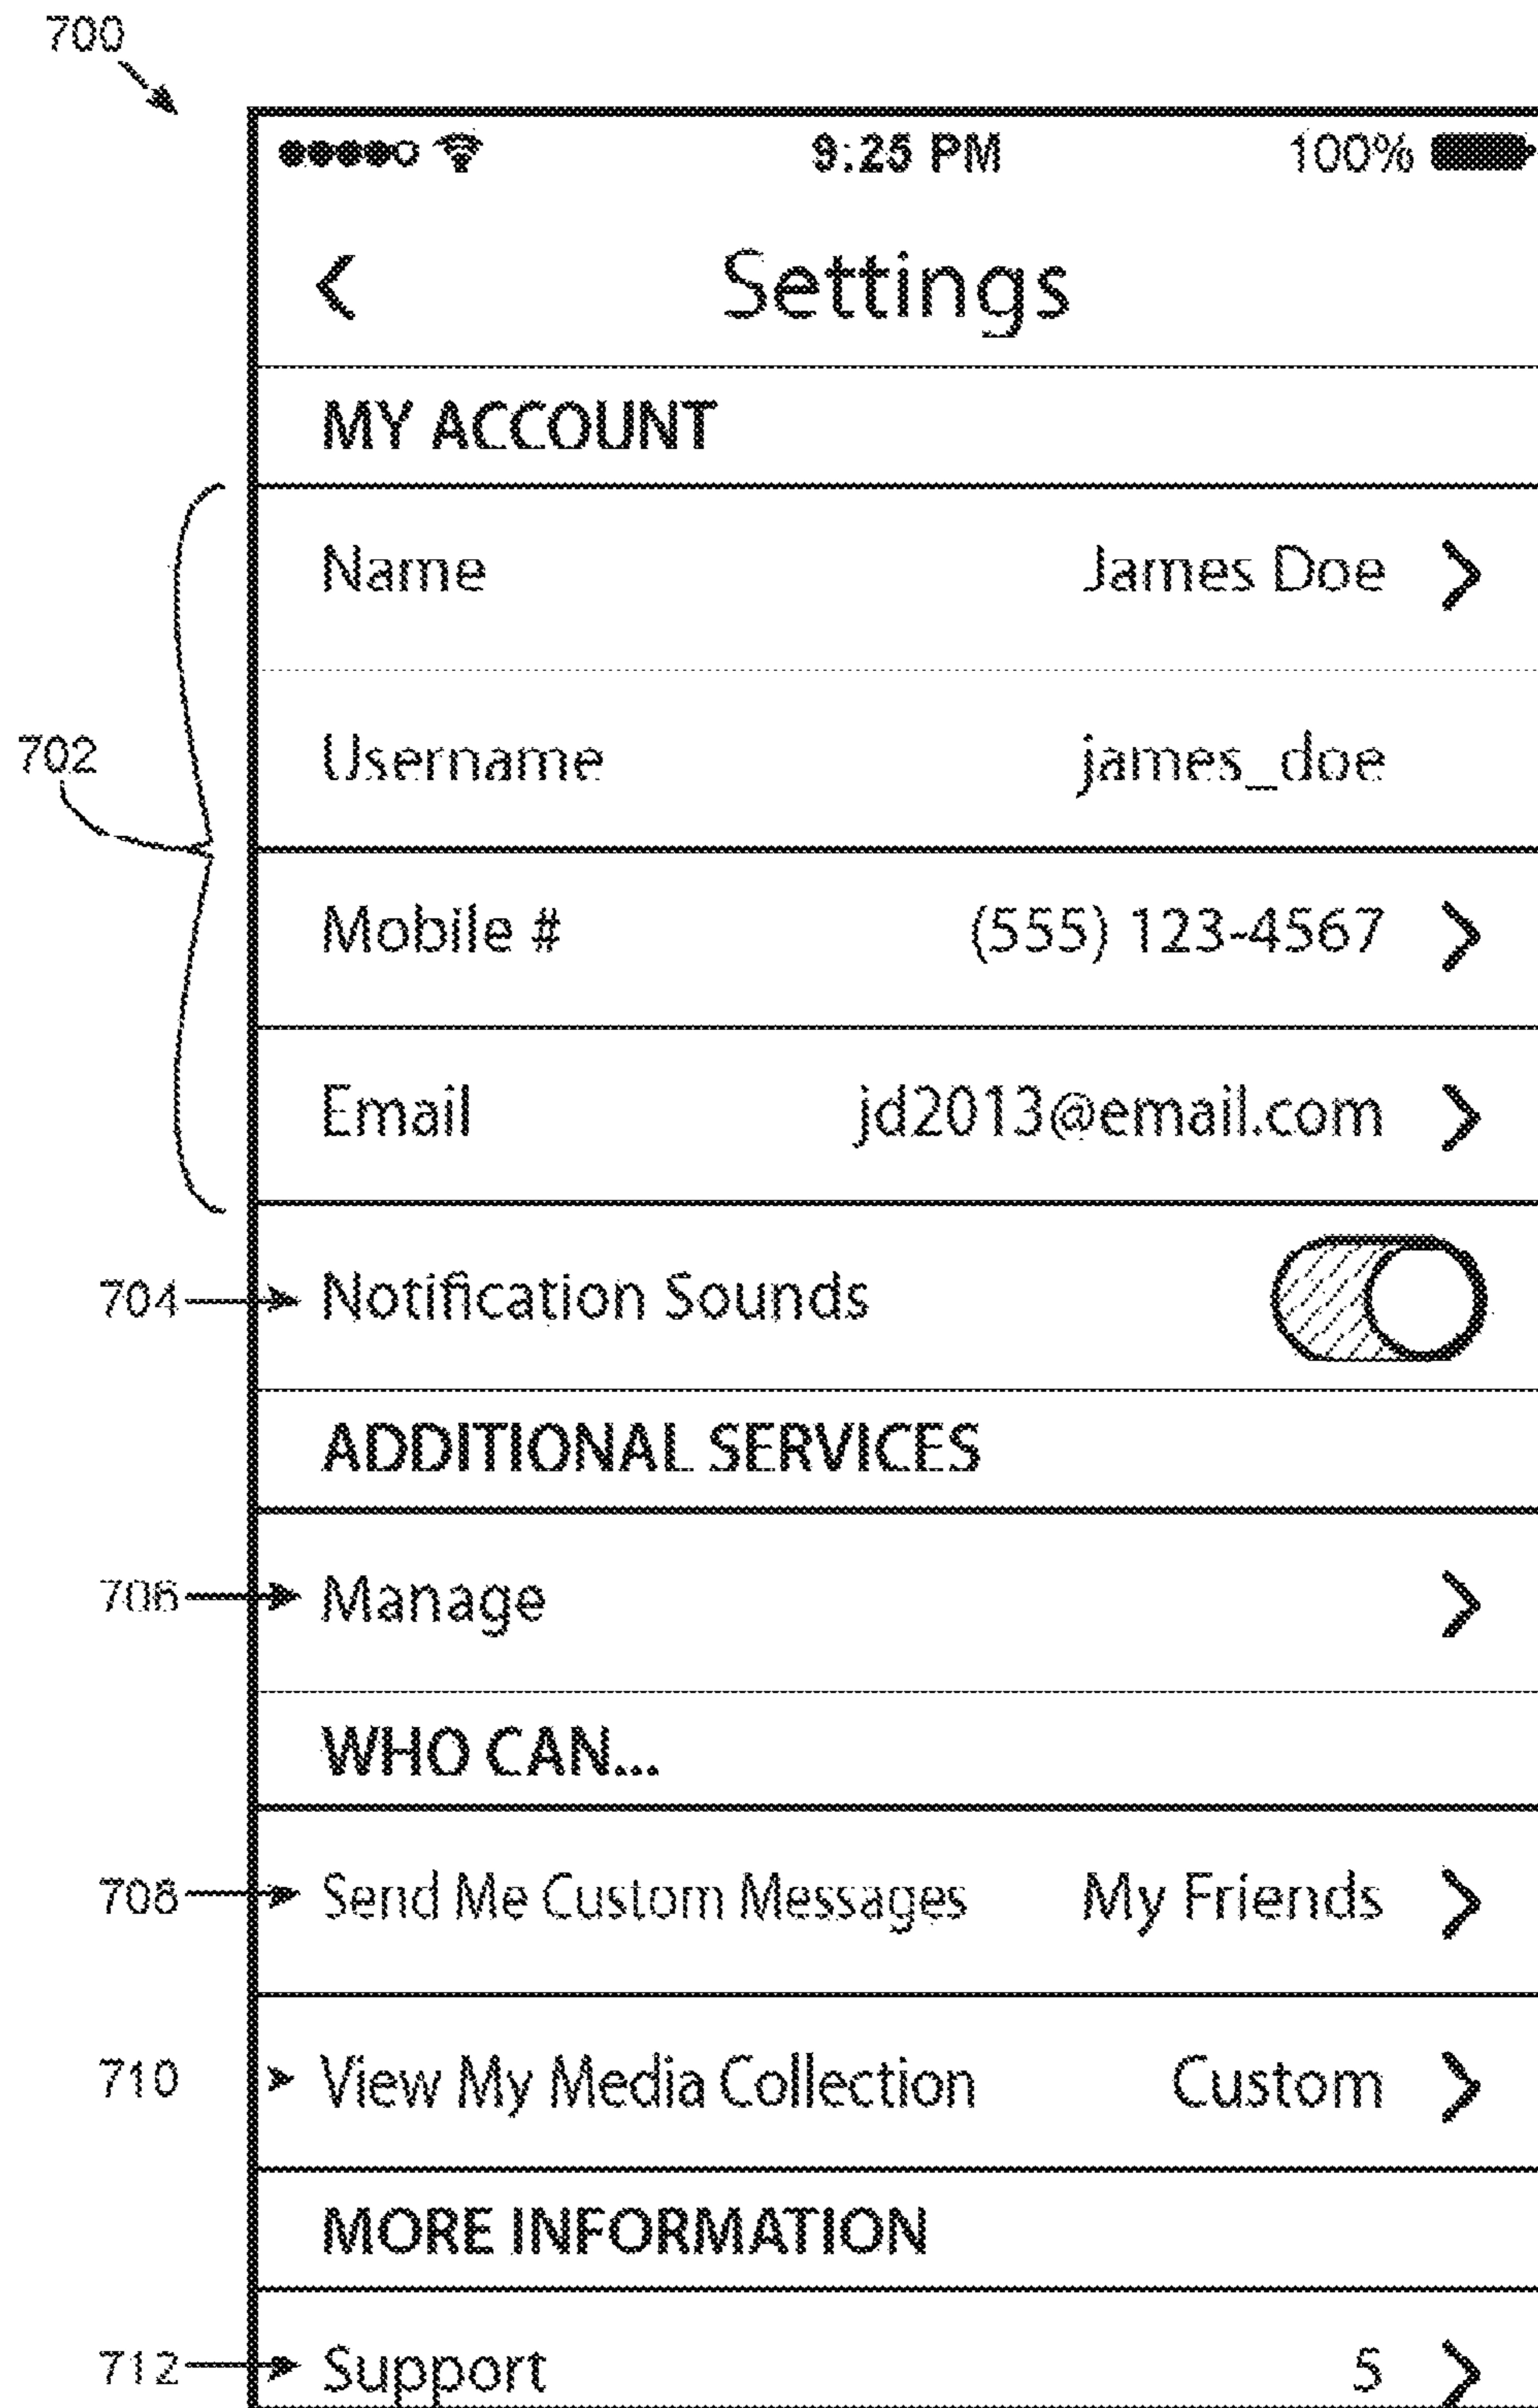 700
9:25 PM 100%
Settings
MY ACCOUNT
Name James Doe
702 Username james_doe
Mobile # (555) 123-4567
Email jd2013@email.com
704 Notification Sounds
ADDITIONAL SERVICES
706 Manage
WHO CAN...
708 Send Me Custom Messages My Friends
710 View My Media Collection Custom
MORE INFORMATION
712 Support 5